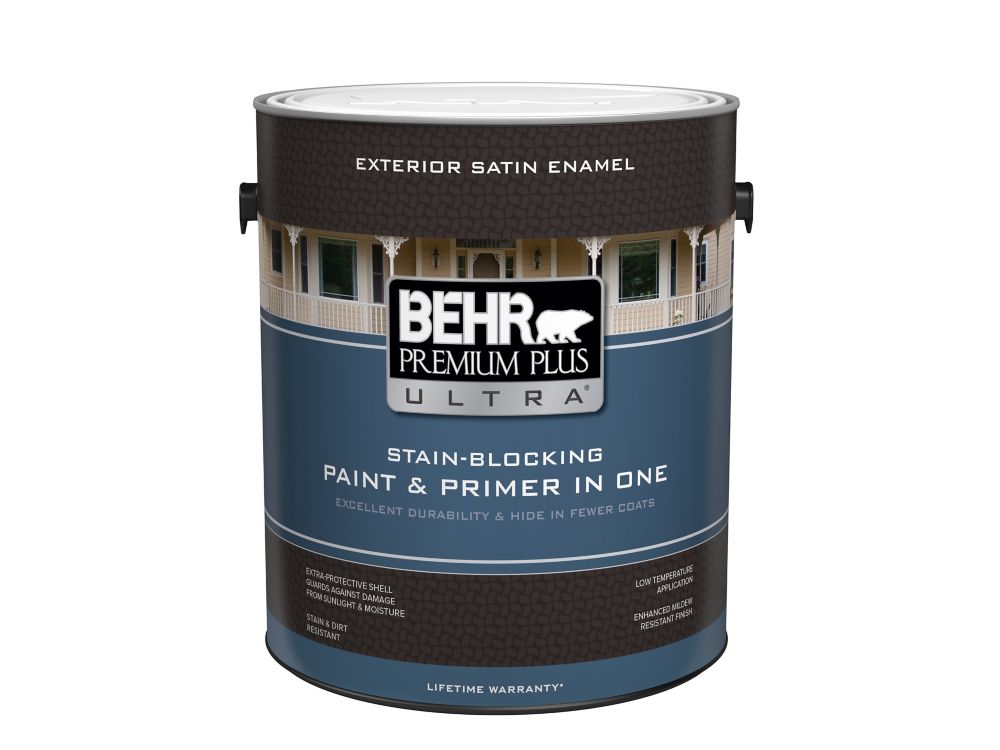 EXTERIOR SATIN ENAMEL
BEHR
PREMIUM PLUS
ULTRA®
STAIN-BLOCKING
PAINT & PRIMER IN ONE
EXCELLENT DURABILITY & HIDE IN FEWER COATS
EXTRA-PROTECTIVE SHELL
GUARDS AGAINST DAMAGE
FROM SUNLIGHT & MOISTURE
STAIN & DIRT
RESISTANT
LOW TEMPERATURE
APPLICATION
ENHANCED MILDEW
RESISTANT FINISH
LIFETIME WARRANTY*